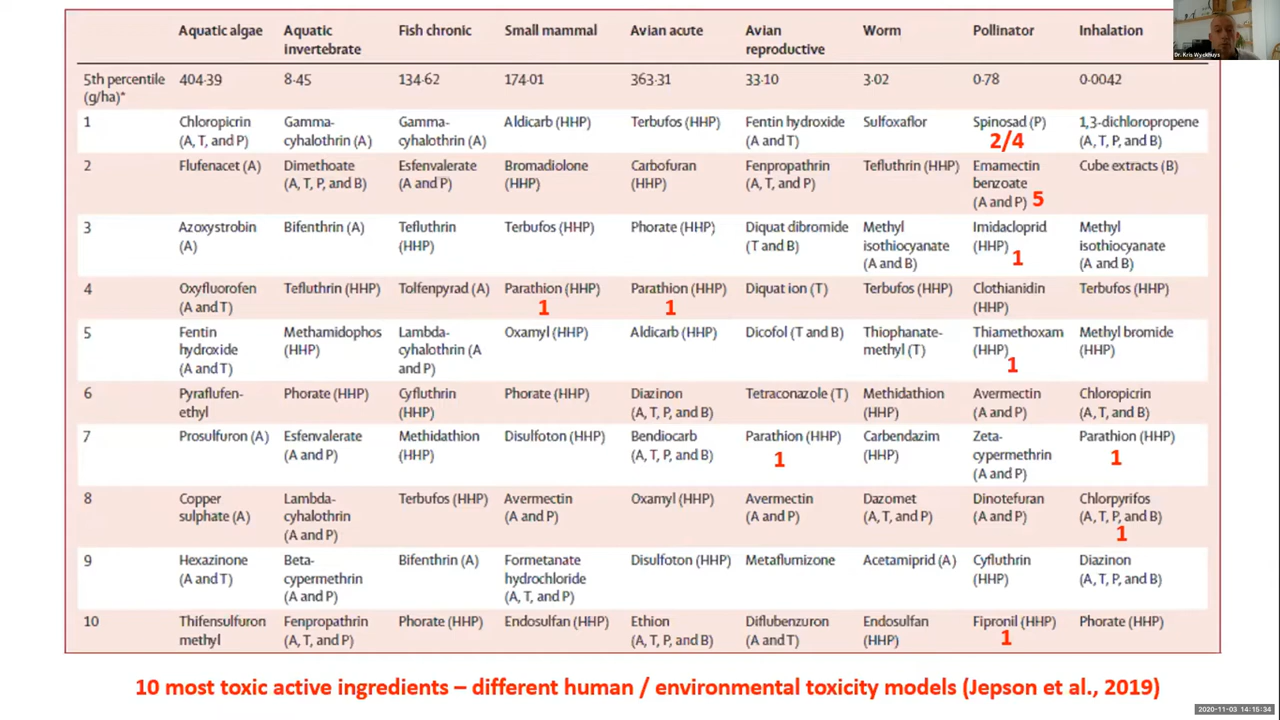 Aquatic algae Aquatic invertebrate Fish chronic Small mammal Avian acute Avian reproductive Worm Pollinator Inhalation
5th percentile (g/ha)* 404·39 8·45 134·62 174·01 363·31 33·10 3·02 0·78 0·0042
1 Chloropicrin (A, T, and P) Gamma-cyhalothrin (A) Gamma-cyhalothrin (A) Aldicarb (HHP) Terbufos (HHP) Fentin hydroxide (A and T) Sulfoxaflor Spinosad (P) 2/4 1,3-dichloropropene (A, T, P, and B)
2 Flufenacet (A) Dimethoate (A, T, P, and B) Esfenvalerate (A and P) Bromadiolone (HHP) Carbofuran (HHP) Fenpropathrin (A, T, and P) Tefluthrin (HHP) Emamectin benzoate (A and P) 5 Cube extracts (B)
3 Azoxystrobin (A) Bifenthrin (A) Tefluthrin (HHP) Terbufos (HHP) Phorate (HHP) Diquat dibromide (T and B) Methyl isothiocyanate (A and B) Imidacloprid (HHP) 1 Methyl isothiocyanate (A and B)
4 Oxyfluorofen (A and T) Tefluthrin (HHP) Tolfenpyrad (A) Parathion (HHP) 1 Parathion (HHP) 1 Diquat ion (T) Terbufos (HHP) Clothianidin (HHP) Terbufos (HHP)
5 Fentin hydroxide (A and T) Methamidophos (HHP) Lambda-cyhalothrin (A and P) Oxamyl (HHP) Aldicarb (HHP) Dicofol (T and B) Thiophanate-methyl (T) Thiamethoxam (HHP) 1 Methyl bromide (HHP)
6 Pyraflufen-ethyl Phorate (HHP) Cyfluthrin (HHP) Phorate (HHP) Diazinon (A, T, P, and B) Tetraconazole (T) Methidathion (HHP) Avermectin (A and P) Chloropicrin (A, T, and B)
7 Prosulfuron (A) Esfenvalerate (A and P) Methidathion (HHP) Disulfoton (HHP) Bendiocarb (A, T, P, and B) Parathion (HHP) 1 Carbendazim (HHP) Zeta-cypermethrin (A and P) Parathion (HHP) 1
8 Copper sulphate (A) Lambda-cyhalothrin (A and P) Terbufos (HHP) Avermectin (A and P) Oxamyl (HHP) Avermectin (A and P) Dazomet (A, T, and P) Dinotefuran (A and P) Chlorpyrifos (A, T, P, and B) 1
9 Hexazinone (A and T) Beta-cypermethrin (A and P) Bifenthrin (A) Formetanate hydrochloride (A, T, and P) Disulfoton (HHP) Metaflumizone Acetamiprid (A) Cyfluthrin (HHP) Diazinon (A, T, P, and B)
10 Thifensulfuron methyl Fenpropathrin (A, T, and P) Phorate (HHP) Endosulfan (HHP) Ethion (A, T, P, and B) Diflubenzuron (A and T) Endosulfan (HHP) Fipronil (HHP) 1 Phorate (HHP)
10 most toxic active ingredients – different human / environmental toxicity models (Jepson et al., 2019)
Dr. Kris Wyckhuys
2020-11-03 14:15:34